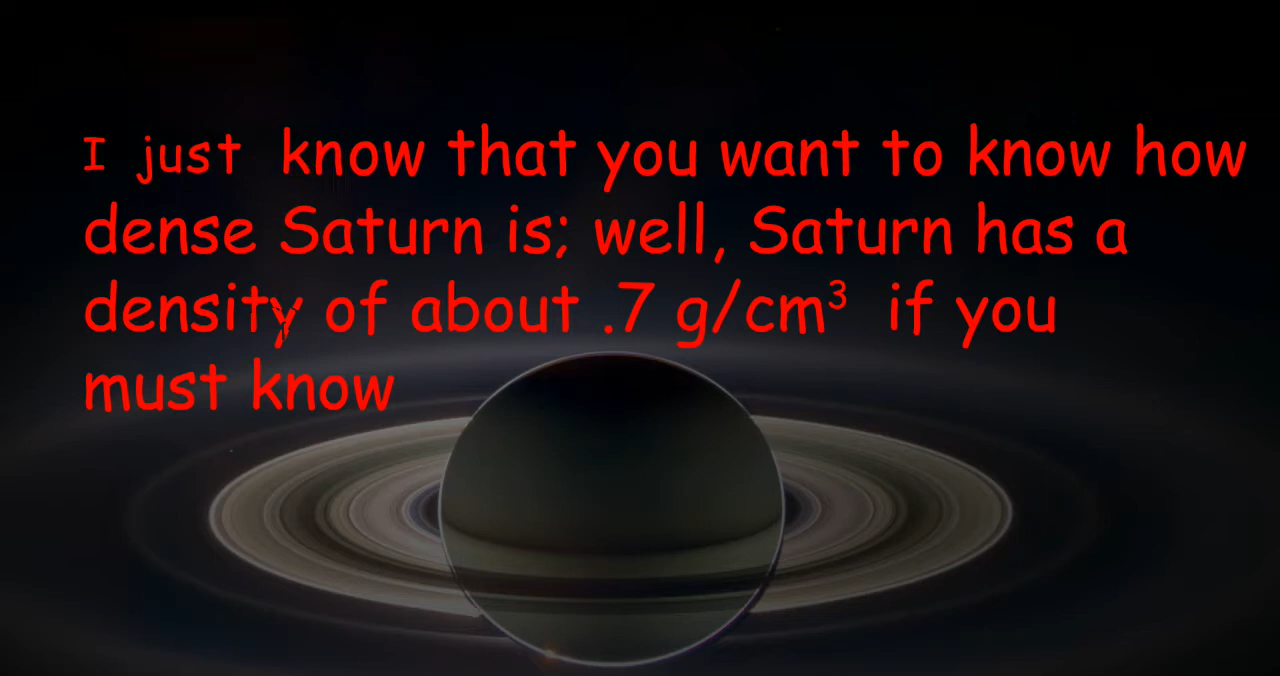 I just know that you want to know how
dense Saturn is; well, Saturn has a
density of about .7 g/cm³ if you
must know